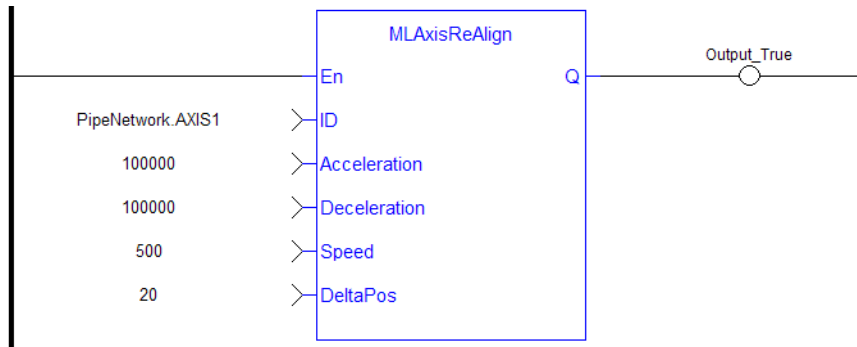 MLAxisReAlign
Output_True
En
Q
PipeNetwork.AXIS1
ID
100000
Acceleration
100000
Deceleration
500
Speed
20
DeltaPos